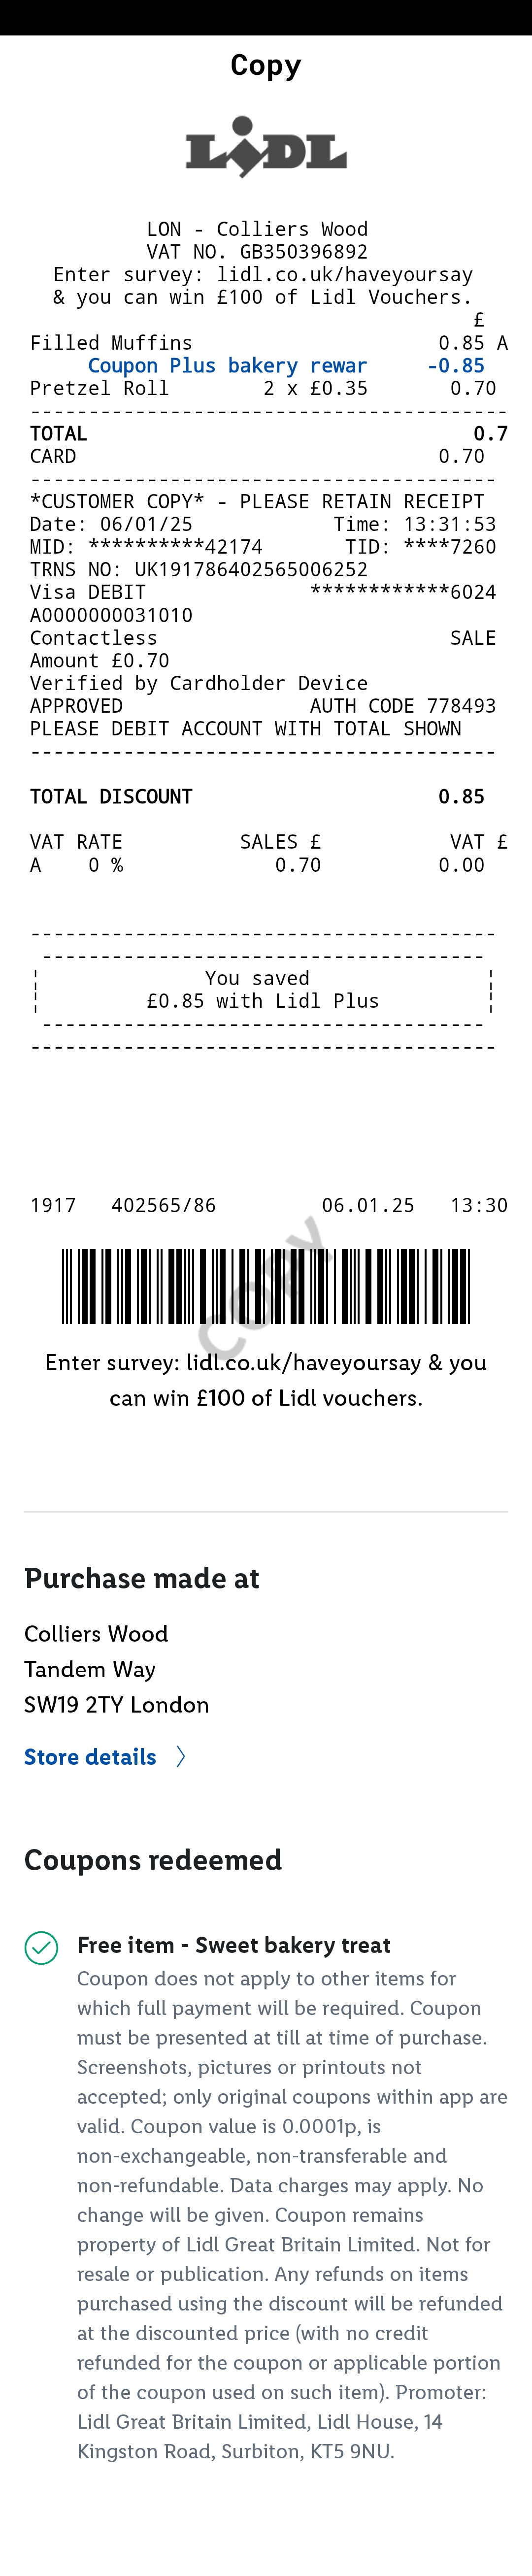 Copy
LIDL
LON - Colliers Wood
VAT NO. GB350396892
Enter survey: lidl.co.uk/haveyoursay
& you can win £100 of Lidl Vouchers.
£
Filled Muffins 0.85 A
Coupon Plus bakery rewar -0.85
Pretzel Roll 2 x £0.35 0.70
-----------------------------------------
TOTAL 0.7
CARD 0.70
----------------------------------------
*CUSTOMER COPY* - PLEASE RETAIN RECEIPT
Date: 06/01/25 Time: 13:31:53
MID: **********42174 TID: ****7260
TRNS NO: UK191786402565006252
Visa DEBIT ************6024
A0000000031010
Contactless SALE
Amount £0.70
Verified by Cardholder Device
APPROVED AUTH CODE 778493
PLEASE DEBIT ACCOUNT WITH TOTAL SHOWN
----------------------------------------
TOTAL DISCOUNT 0.85
VAT RATE SALES £ VAT £
A 0 % 0.70 0.00
----------------------------------------
--------------------------------------
¦ You saved ¦
¦ £0.85 with Lidl Plus ¦
--------------------------------------
----------------------------------------
1917 402565/86 06.01.25 13:30
COPY
Enter survey: lidl.co.uk/haveyoursay & you
can win £100 of Lidl vouchers.
Purchase made at
Colliers Wood
Tandem Way
SW19 2TY London
Store details >
Coupons redeemed
Free item - Sweet bakery treat
Coupon does not apply to other items for
which full payment will be required. Coupon
must be presented at till at time of purchase.
Screenshots, pictures or printouts not
accepted; only original coupons within app are
valid. Coupon value is 0.0001p, is
non-exchangeable, non-transferable and
non-refundable. Data charges may apply. No
change will be given. Coupon remains
property of Lidl Great Britain Limited. Not for
resale or publication. Any refunds on items
purchased using the discount will be refunded
at the discounted price (with no credit
refunded for the coupon or applicable portion
of the coupon used on such item). Promoter:
Lidl Great Britain Limited, Lidl House, 14
Kingston Road, Surbiton, KT5 9NU.